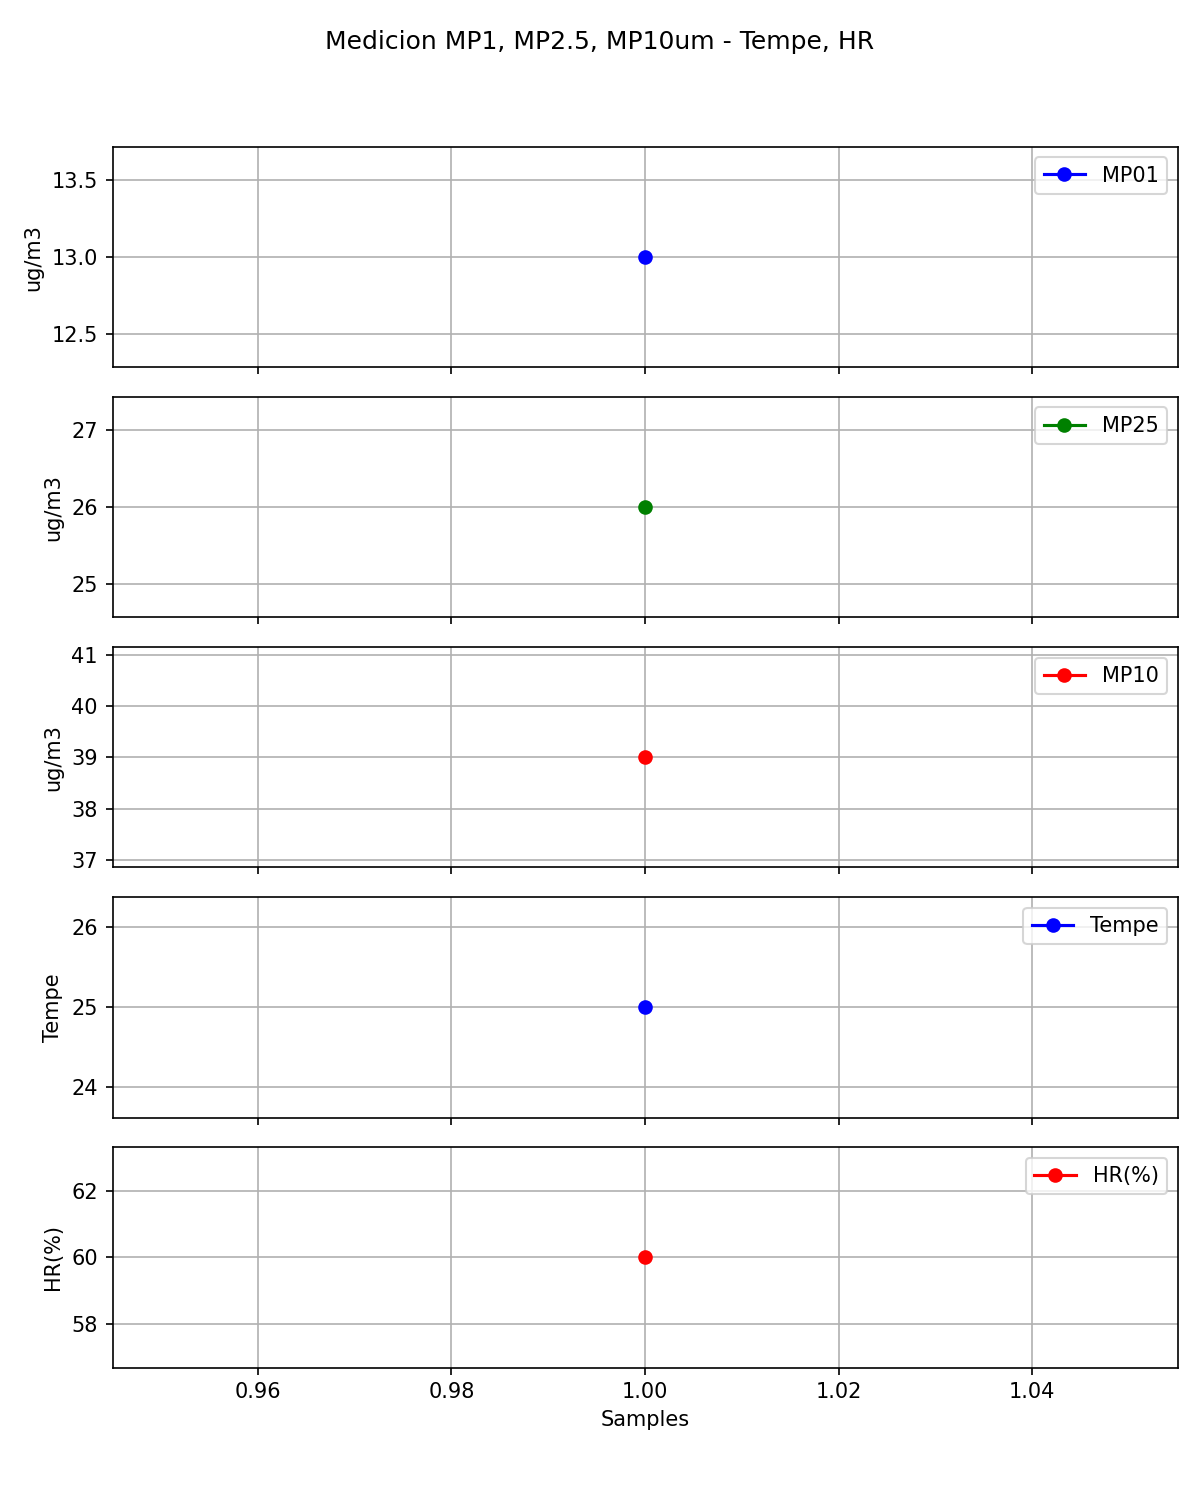 Medicion MP1, MP2.5, MP10um - Tempe, HR
13.5
13.0
12.5
ug/m3
MP01
27
26
25
ug/m3
MP25
41
40
39
38
37
ug/m3
MP10
26
25
24
Tempe
Tempe
62
60
58
HR(%)
HR(%)
0.96 0.98 1.00 1.02 1.04
Samples